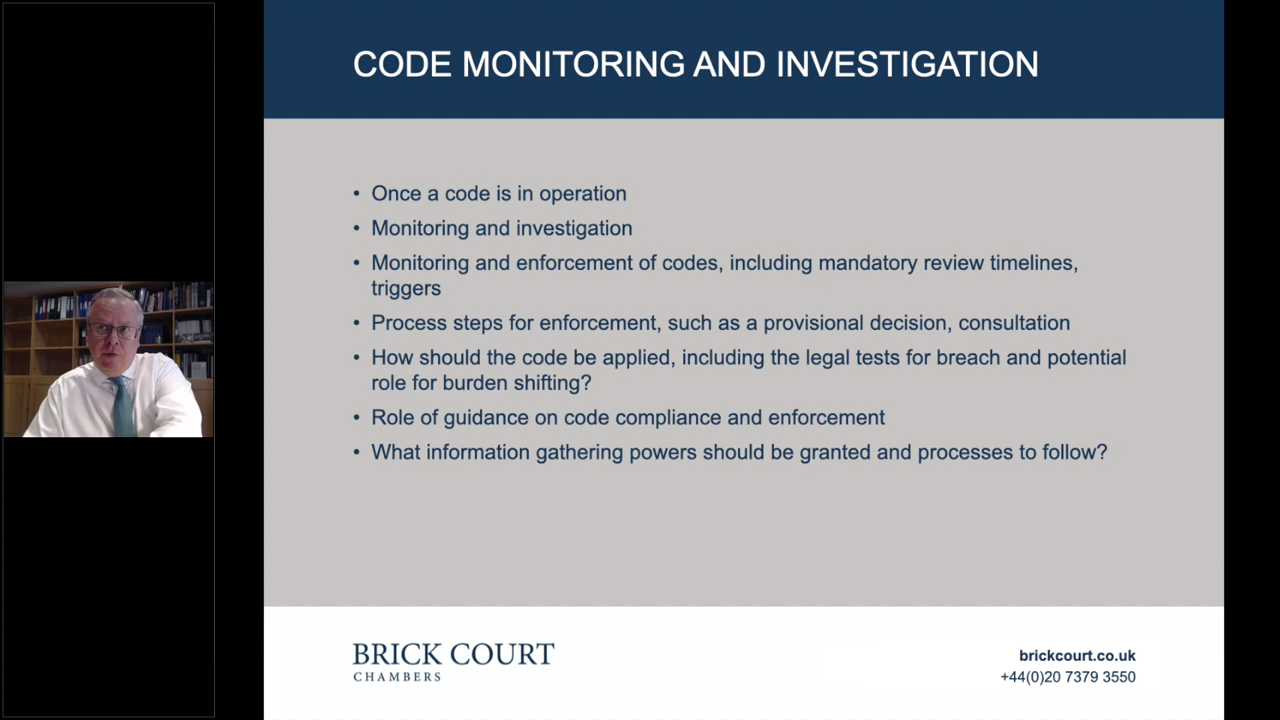 CODE MONITORING AND INVESTIGATION
• Once a code is in operation
• Monitoring and investigation
• Monitoring and enforcement of codes, including mandatory review timelines,
triggers
• Process steps for enforcement, such as a provisional decision, consultation
• How should the code be applied, including the legal tests for breach and potential
role for burden shifting?
• Role of guidance on code compliance and enforcement
• What information gathering powers should be granted and processes to follow?
BRICK COURT
CHAMBERS
brickcourt.co.uk
+44(0)20 7379 3550